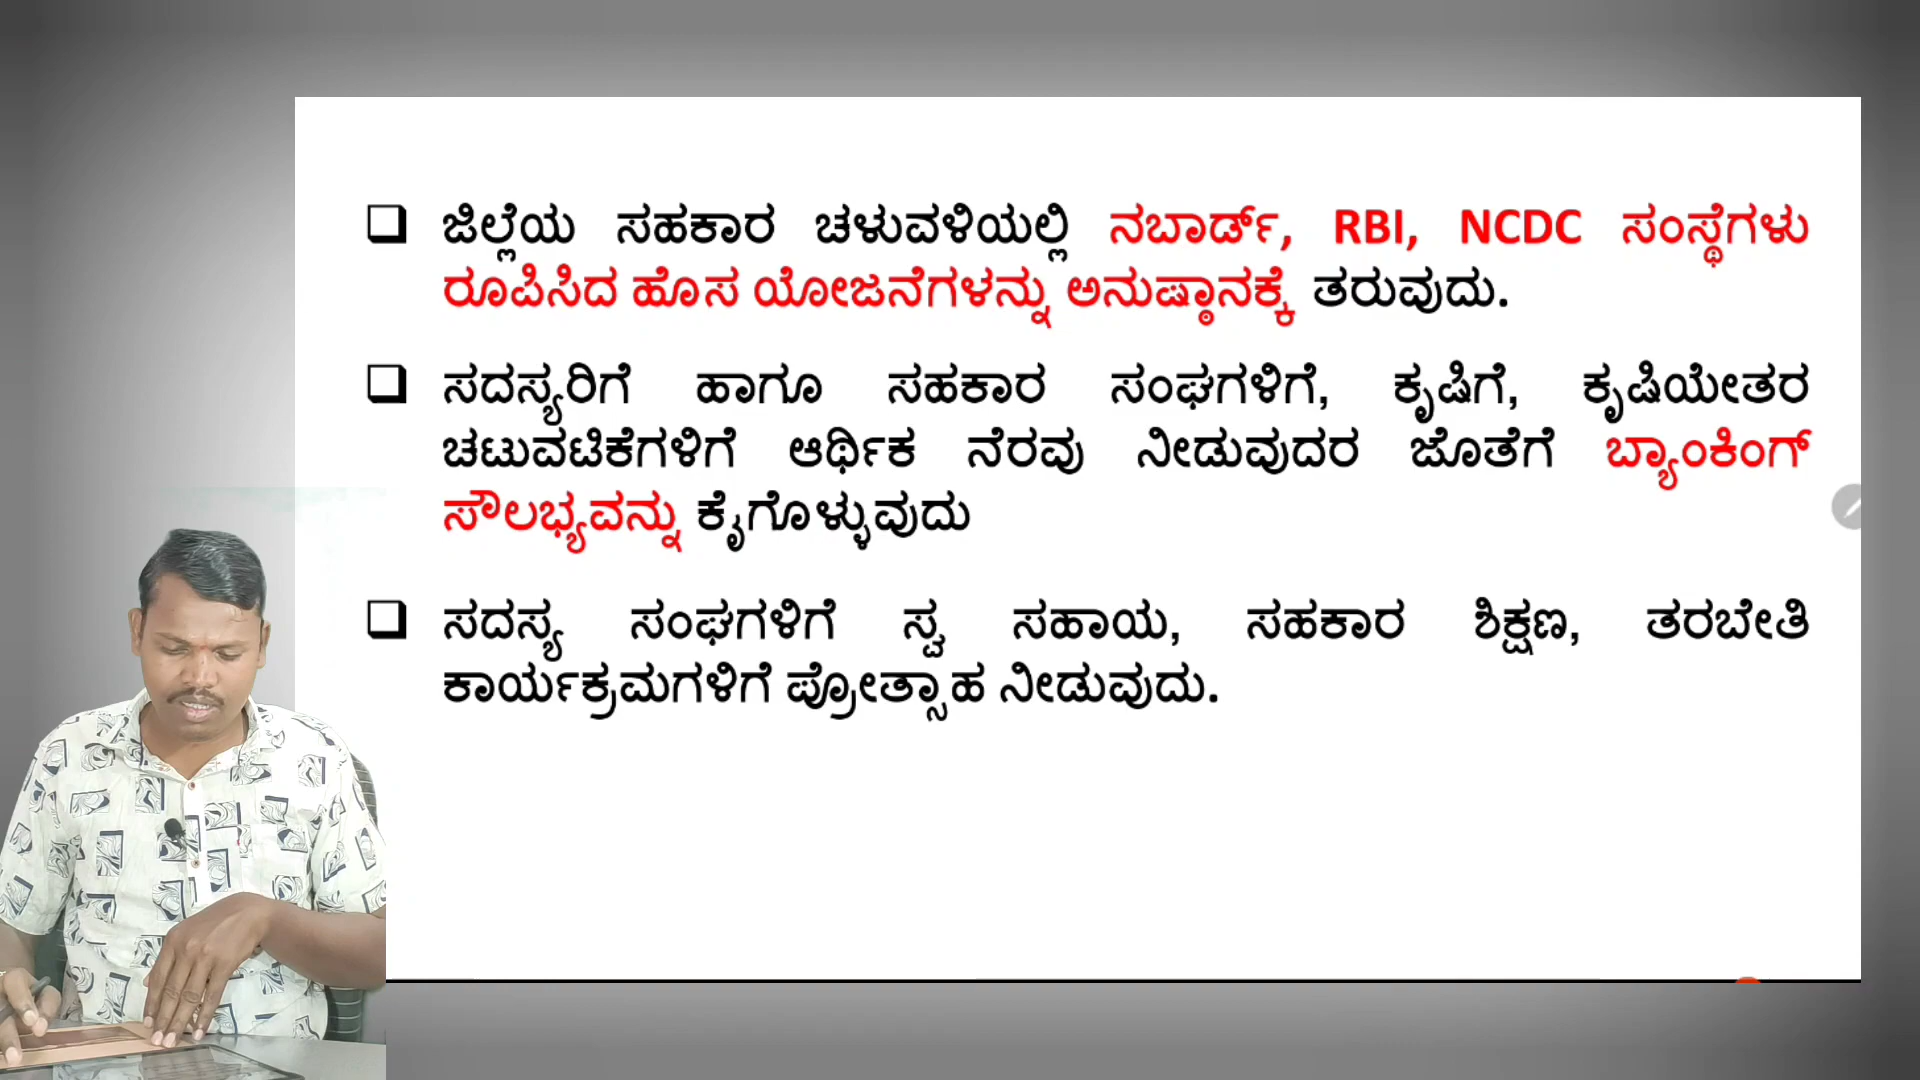 ❑ ಜಿಲ್ಲೆಯ ಸಹಕಾರ ಚಳುವಳಿಯಲ್ಲಿ ನಬಾರ್ಡ್, RBI, NCDC ಸಂಸ್ಥೆಗಳು
ರೂಪಿಸಿದ ಹೊಸ ಯೋಜನೆಗಳನ್ನು ಅನುಷ್ಠಾನಕ್ಕೆ ತರುವುದು.
❑ ಸದಸ್ಯರಿಗೆ ಹಾಗೂ ಸಹಕಾರ ಸಂಘಗಳಿಗೆ, ಕೃಷಿಗೆ, ಕೃಷಿಯೇತರ
ಚಟುವಟಿಕೆಗಳಿಗೆ ಆರ್ಥಿಕ ನೆರವು ನೀಡುವುದರ ಜೊತೆಗೆ ಬ್ಯಾಂಕಿಂಗ್
ಸೌಲಭ್ಯವನ್ನು ಕೈಗೊಳ್ಳುವುದು
❑ ಸದಸ್ಯ ಸಂಘಗಳಿಗೆ ಸ್ವ ಸಹಾಯ, ಸಹಕಾರ ಶಿಕ್ಷಣ, ತರಬೇತಿ
ಕಾರ್ಯಕ್ರಮಗಳಿಗೆ ಪ್ರೋತ್ಸಾಹ ನೀಡುವುದು.